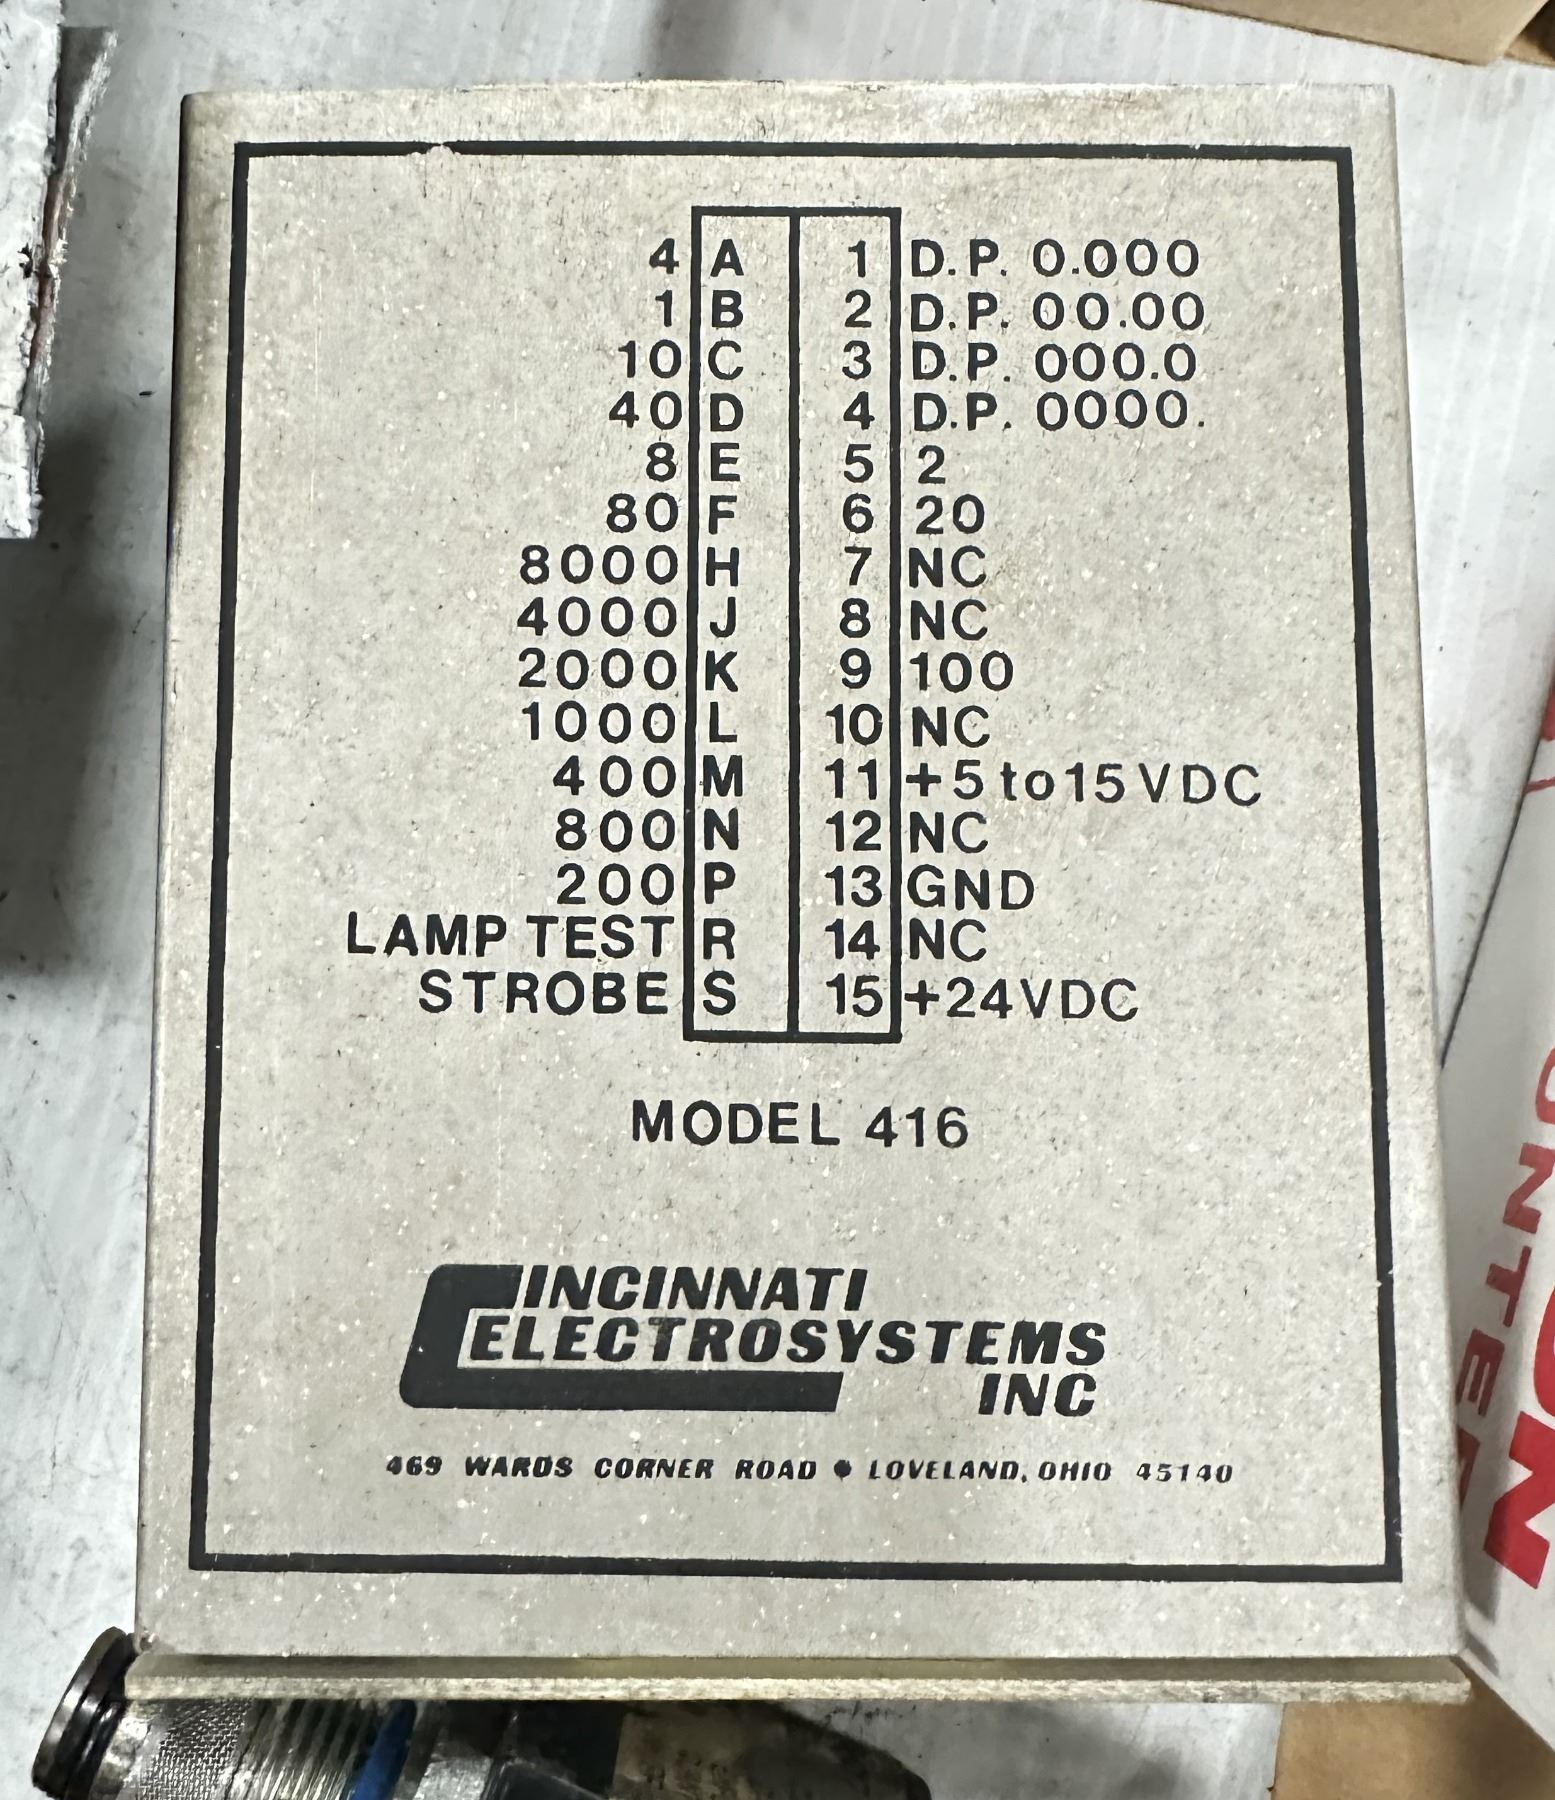 4 A 1 D.P. 0.000
1 B 2 D.P. 00.00
10 C 3 D.P. 000.0
40 D 4 D.P. 0000.
8 E 5 2
80 F 6 20
8000 H 7 NC
4000 J 8 NC
2000 K 9 100
1000 L 10 NC
400 M 11 +5 to 15 VDC
800 N 12 NC
200 P 13 GND
LAMP TEST R 14 NC
STROBE S 15 +24VDC
MODEL 416
CINCINNATI
ELECTROSYSTEMS
INC
469 WARDS CORNER ROAD • LOVELAND, OHIO 45140